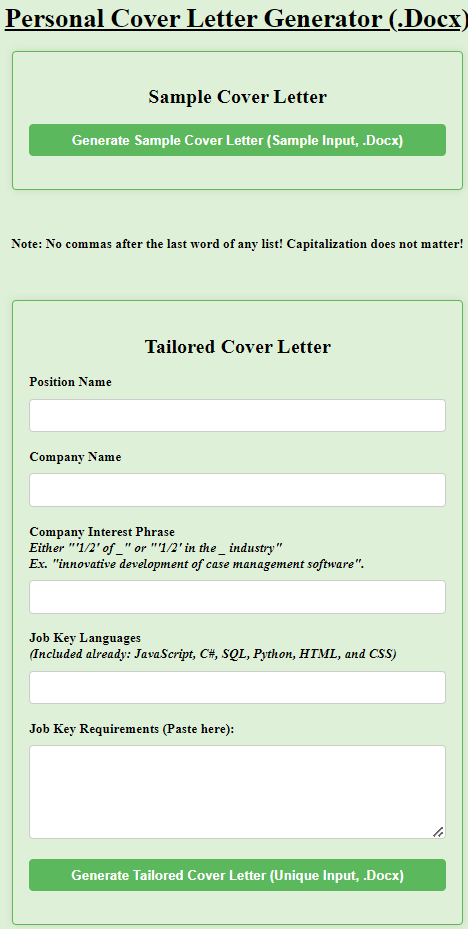 Personal Cover Letter Generator (.Docx)
Sample Cover Letter
Generate Sample Cover Letter (Sample Input, .Docx)
Note: No commas after the last word of any list! Capitalization does not matter!
Tailored Cover Letter
Position Name
Company Name
Company Interest Phrase
Either "'1/2' of _" or "'1/2' in the _ industry"
Ex. "innovative development of case management software".
Job Key Languages
(Included already: JavaScript, C#, SQL, Python, HTML, and CSS)
Job Key Requirements (Paste here):
Generate Tailored Cover Letter (Unique Input, .Docx)